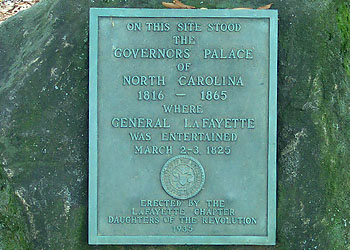 ON THIS SITE STOOD
THE
GOVERNORS PALACE
OF
NORTH CAROLINA
1816 – 1865
WHERE
GENERAL LAFAYETTE
WAS ENTERTAINED
MARCH 2-3, 1825
ERECTED BY THE
LAFAYETTE CHAPTER
DAUGHTERS OF THE REVOLUTION
1935